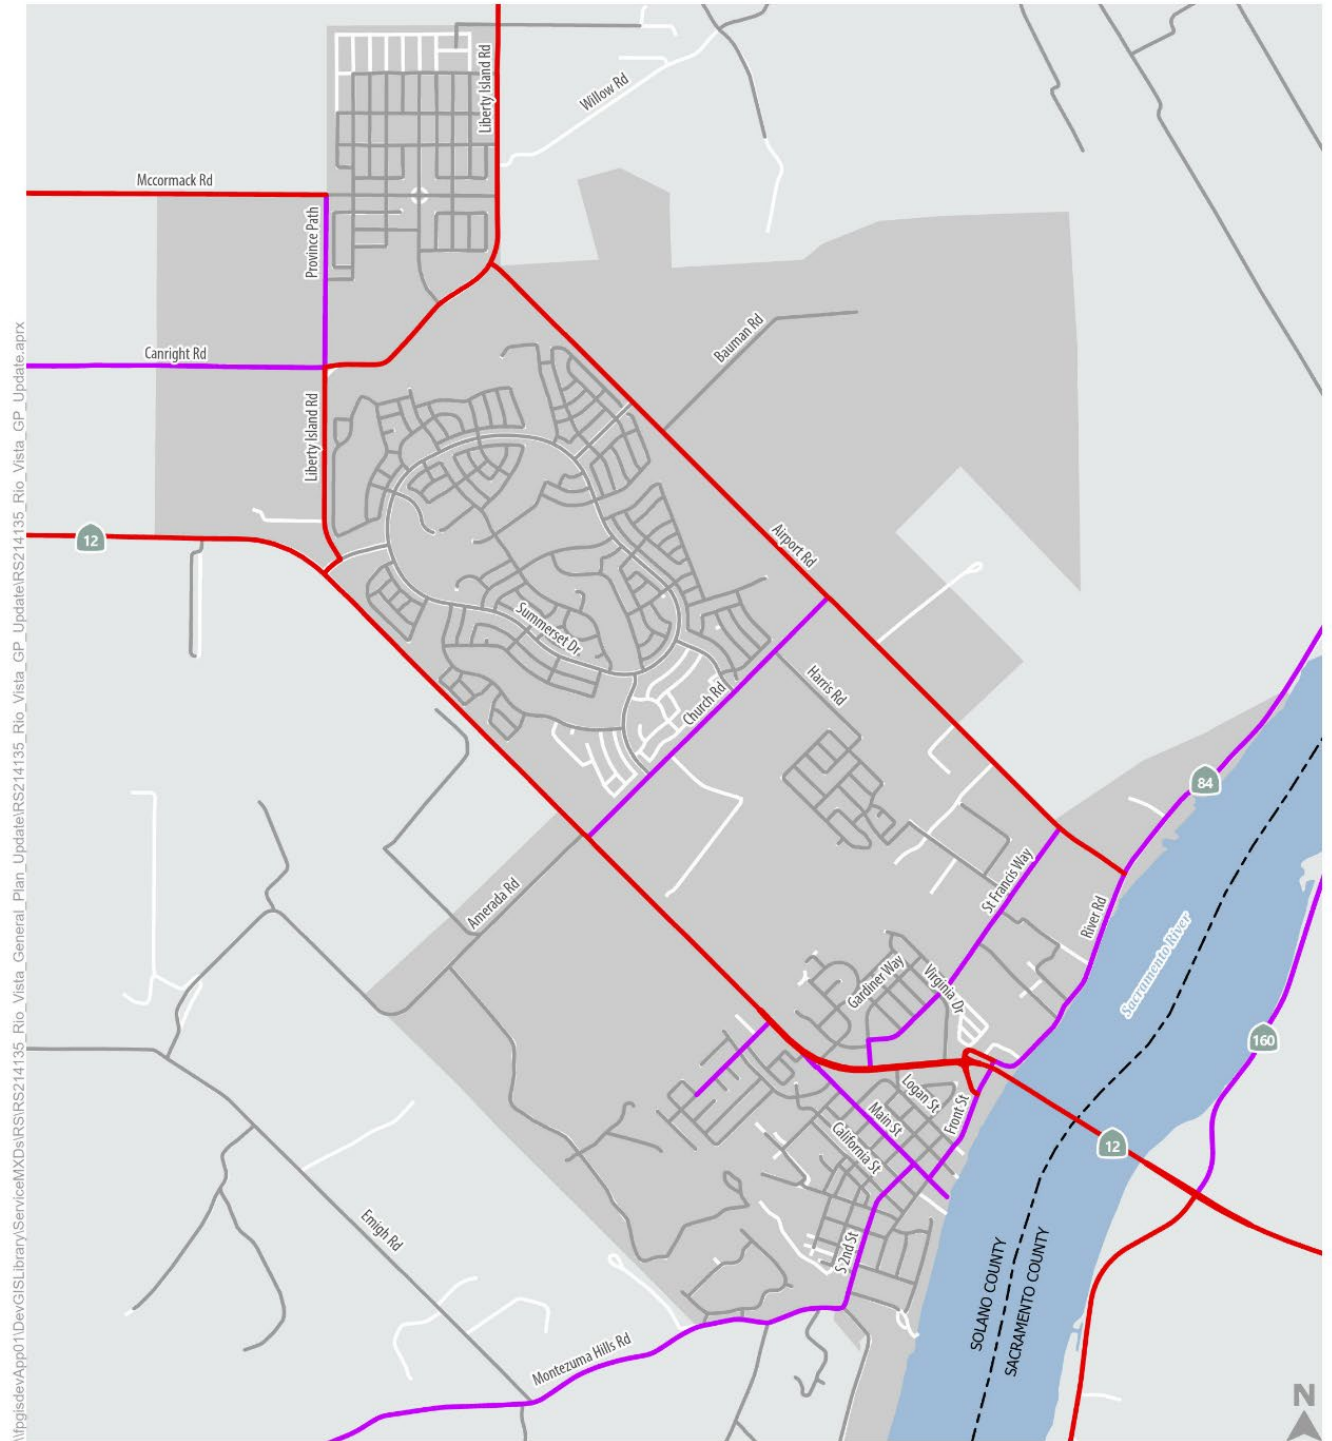 Liberty Island Rd
Willow Rd
Mccormack Rd
Province Path
Canright Rd
Bauman Rd
Liberty Island Rd
12
Airport Rd
Summerset Dr
Harris Rd
Church Rd
84
St Francis Way
Amerada Rd
River Rd
Sacramento River
Gardiner Way
Virginia Dr
160
Logan St
Main St
Front St
California St
12
Emigh Rd
S 2nd St
SOLANO COUNTY
SACRAMENTO COUNTY
Montezuma Hills Rd
N
\\fpgisdevApp01\DevGISLibrary\ServiceMXDs\RS\RS214135_Rio_Vista_General_Plan_Update\RS214135_Rio_Vista_GP_Update\RS214135_Rio_Vista_GP_Update.aprx